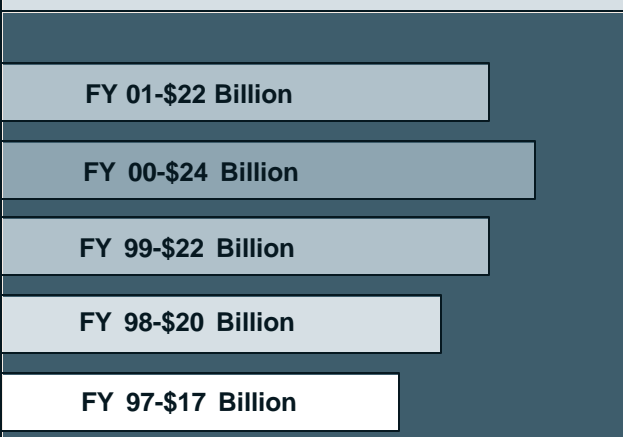 FY 01-$22 Billion
FY 00-$24 Billion
FY 99-$22 Billion
FY 98-$20 Billion
FY 97-$17 Billion